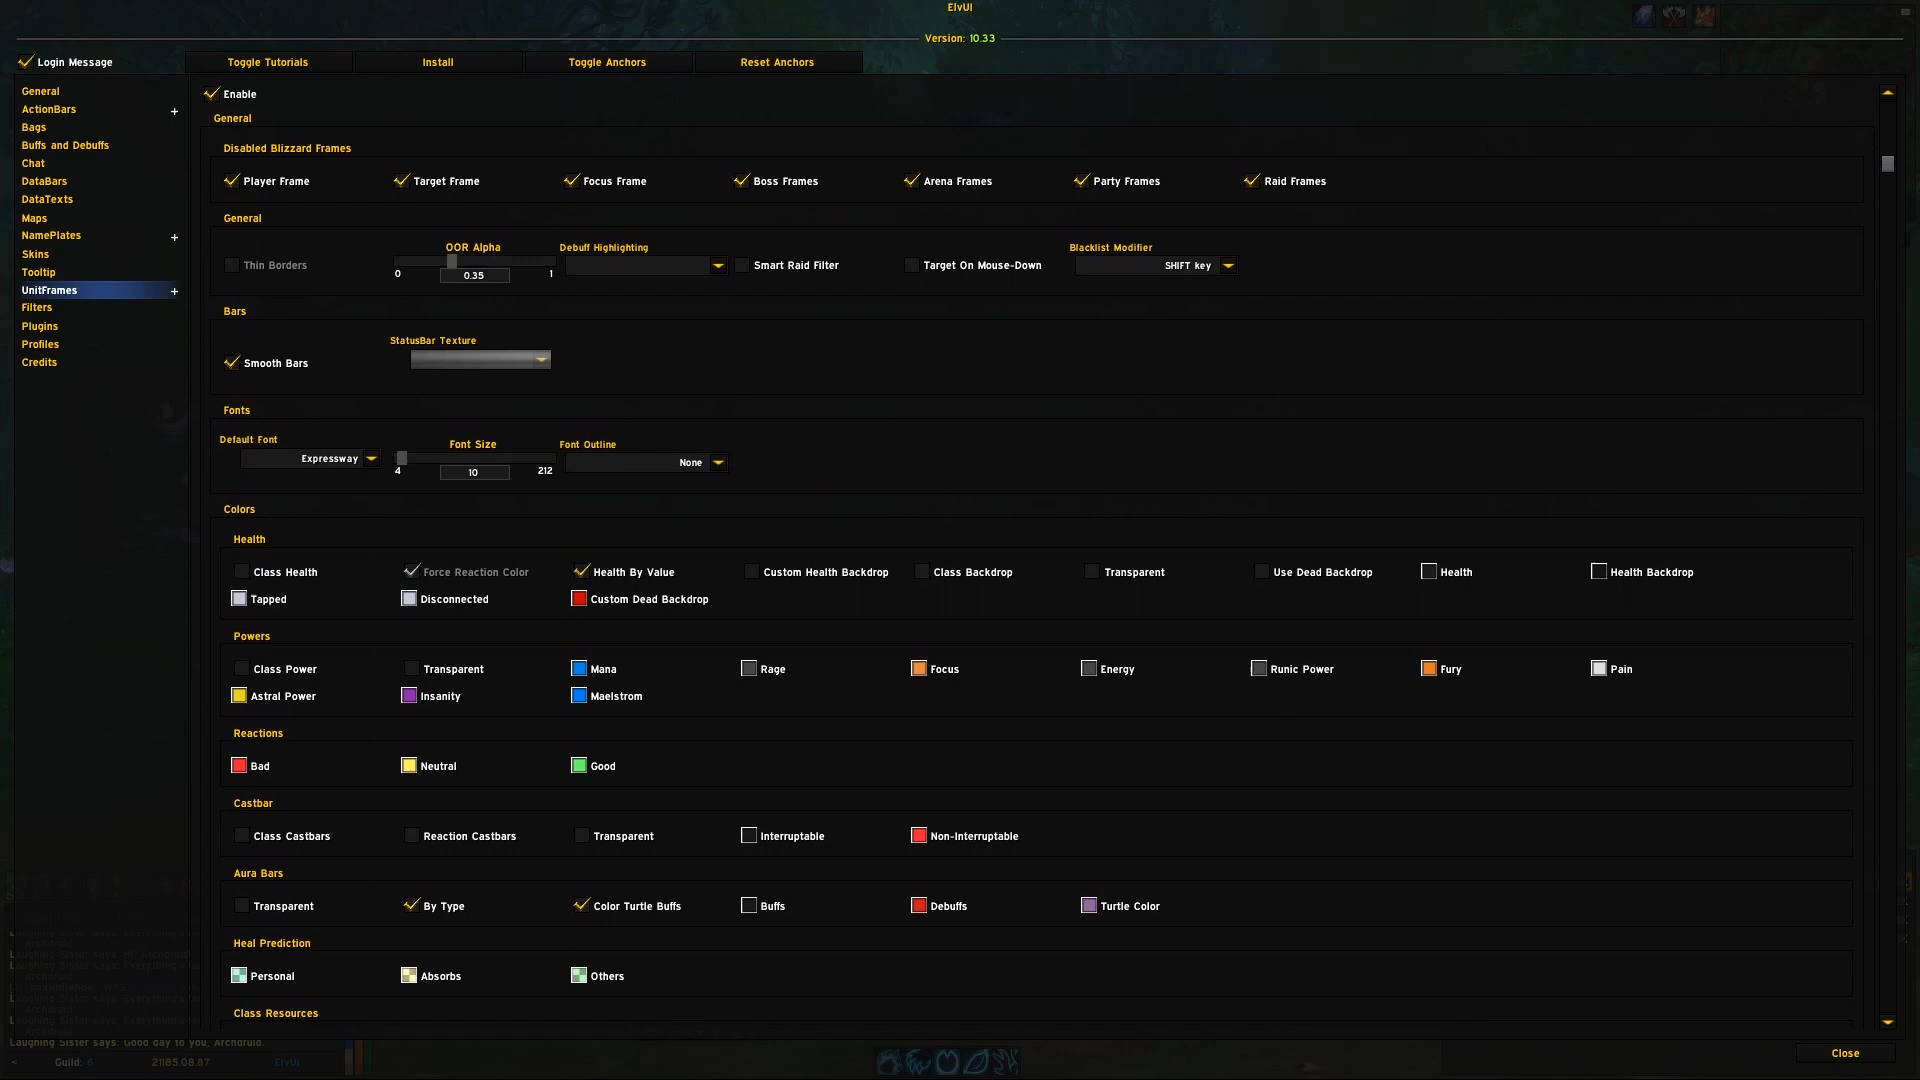 ElvUI
Version: 10.33
Login Message
Toggle Tutorials
Install
Toggle Anchors
Reset Anchors
General
ActionBars +
Bags
Buffs and Debuffs
Chat
DataBars
DataTexts
Maps
NamePlates +
Skins
Tooltip
UnitFrames +
Filters
Plugins
Profiles
Credits
Enable
General
Disabled Blizzard Frames
Player Frame Target Frame Focus Frame Boss Frames Arena Frames Party Frames Raid Frames
General
OOR Alpha Debuff Highlighting Blacklist Modifier
Thin Borders Smart Raid Filter Target On Mouse-Down SHIFT key
0 0.35 1
Bars
StatusBar Texture
Smooth Bars
Fonts
Default Font Font Size Font Outline
Expressway None
4 10 212
Colors
Health
Class Health Force Reaction Color Health By Value Custom Health Backdrop Class Backdrop Transparent Use Dead Backdrop Health Health Backdrop
Tapped Disconnected Custom Dead Backdrop
Powers
Class Power Transparent Mana Rage Focus Energy Runic Power Fury Pain
Astral Power Insanity Maelstrom
Reactions
Bad Neutral Good
Castbar
Class Castbars Reaction Castbars Transparent Interruptable Non-Interruptable
Aura Bars
Transparent By Type Color Turtle Buffs Buffs Debuffs Turtle Color
Heal Prediction
Personal Absorbs Others
Class Resources
Laughing Sister says: Good day to you, Archdruid.
< Guild: 6 21185.08.87 ElvUI
Close